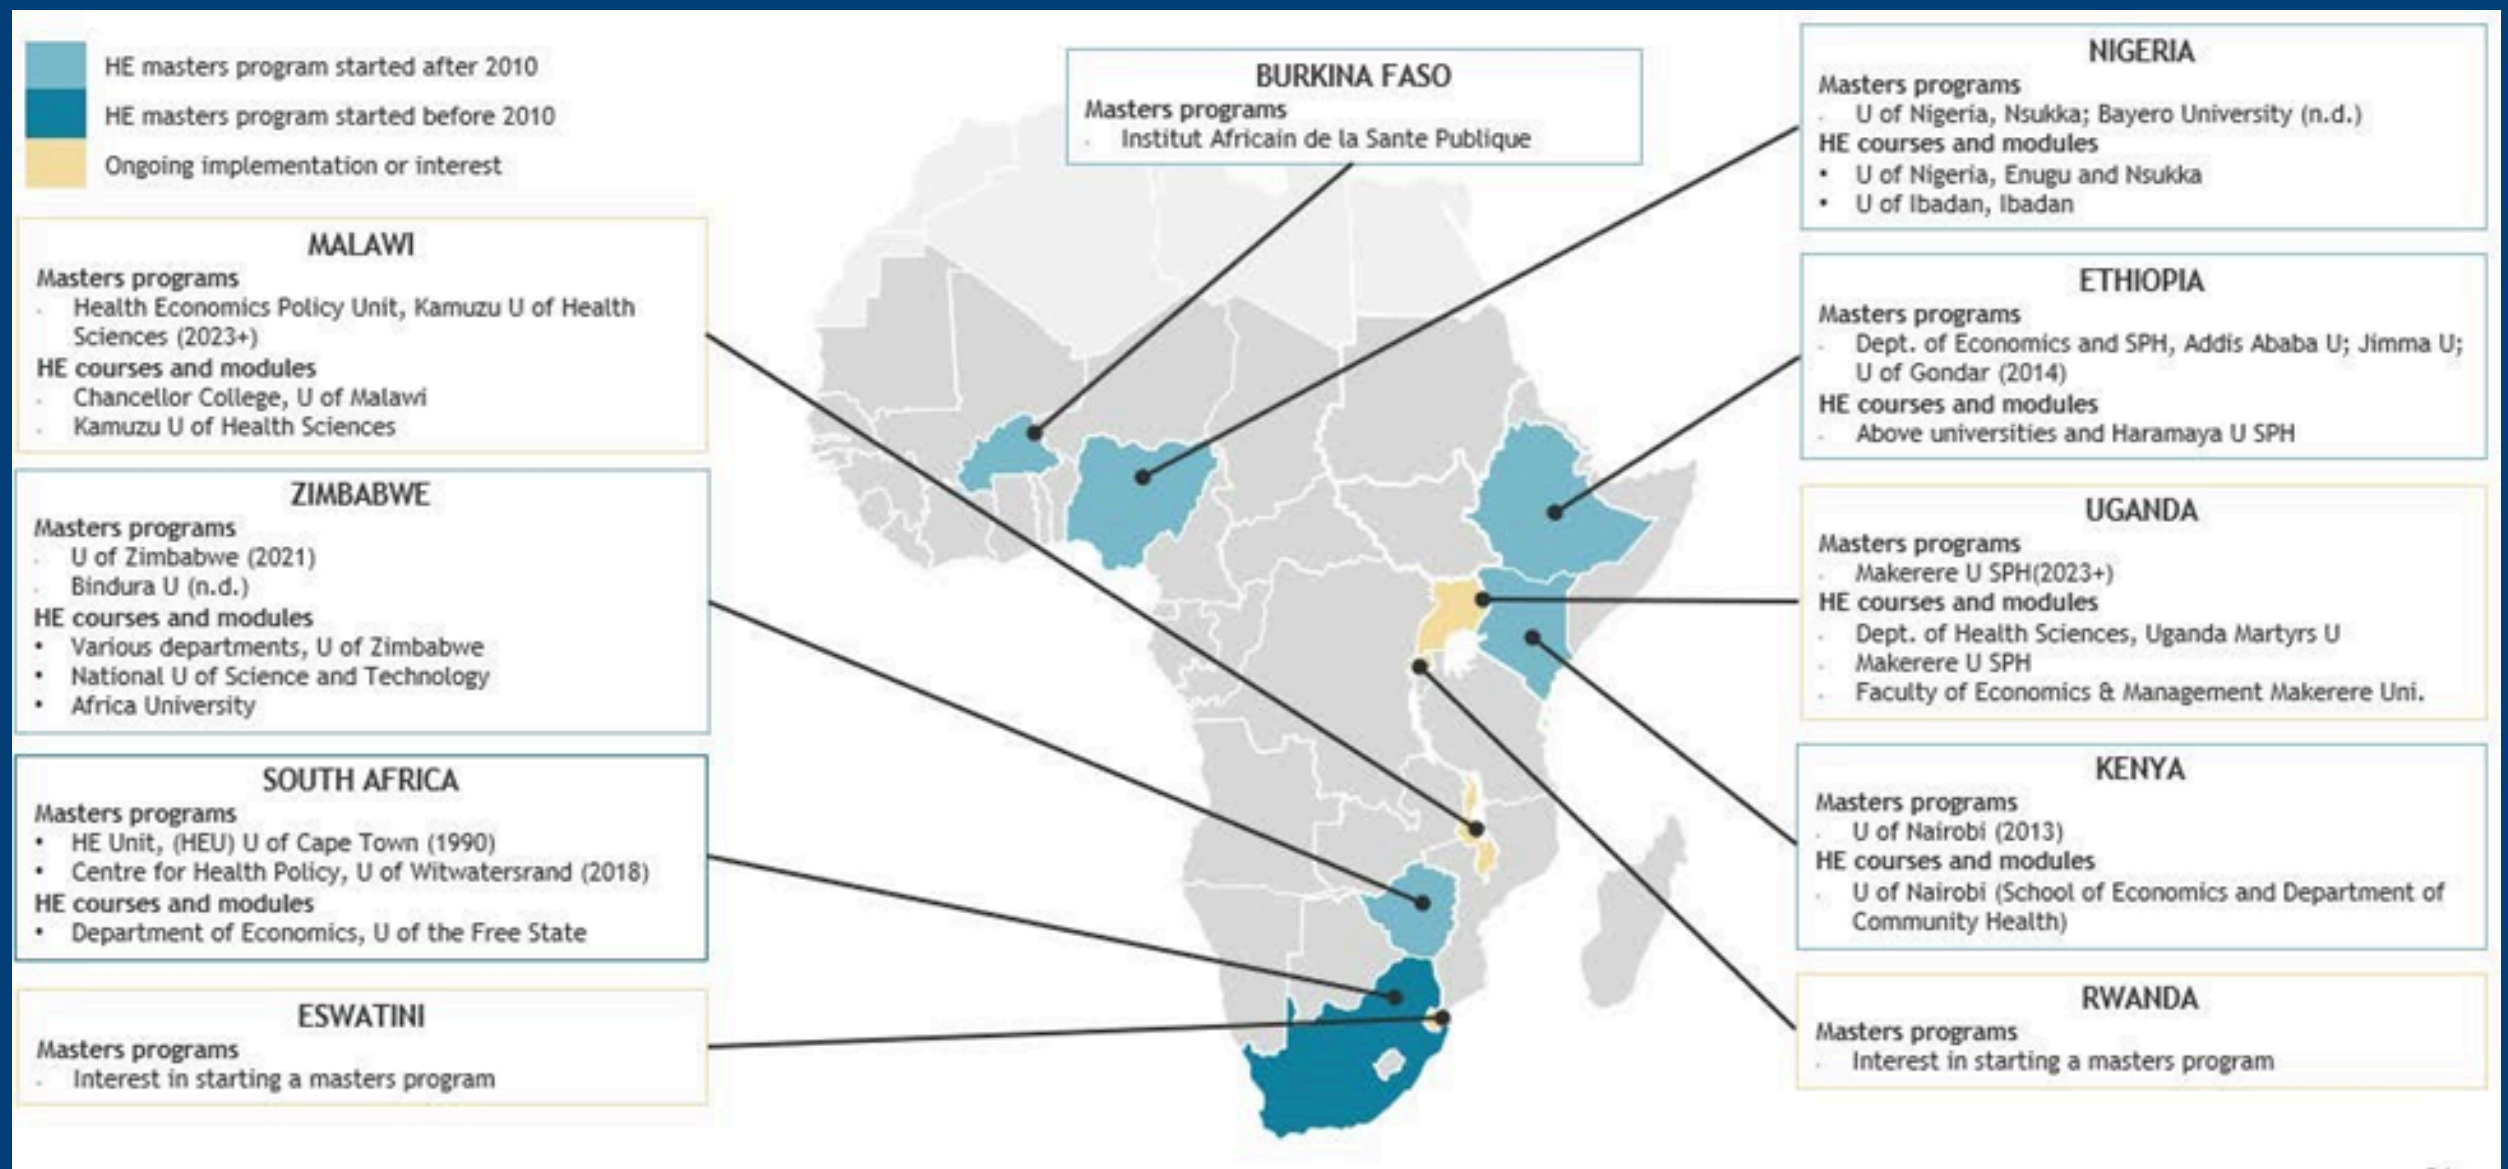 HE masters program started after 2010
HE masters program started before 2010
Ongoing implementation or interest
MALAWI
Masters programs
Health Economics Policy Unit, Kamuzu U of Health
Sciences (2023+)
HE courses and modules
Chancellor College, U of Malawi
Kamuzu U of Health Sciences
ZIMBABWE
Masters programs
U of Zimbabwe (2021)
Bindura U (n.d.)
HE courses and modules
• Various departments, U of Zimbabwe
• National U of Science and Technology
• Africa University
SOUTH AFRICA
Masters programs
• HE Unit, (HEU) U of Cape Town (1990)
• Centre for Health Policy, U of Witwatersrand (2018)
HE courses and modules
• Department of Economics, U of the Free State
ESWATINI
Masters programs
Interest in starting a masters program
BURKINA FASO
Masters programs
Institut Africain de la Sante Publique
NIGERIA
Masters programs
U of Nigeria, Nsukka; Bayero University (n.d.)
HE courses and modules
• U of Nigeria, Enugu and Nsukka
• U of Ibadan, Ibadan
ETHIOPIA
Masters programs
Dept. of Economics and SPH, Addis Ababa U; Jimma U;
U of Gondar (2014)
HE courses and modules
Above universities and Haramaya U SPH
UGANDA
Masters programs
Makerere U SPH(2023+)
HE courses and modules
Dept. of Health Sciences, Uganda Martyrs U
Makerere U SPH
Faculty of Economics & Management Makerere Uni.
KENYA
Masters programs
U of Nairobi (2013)
HE courses and modules
U of Nairobi (School of Economics and Department of
Community Health)
RWANDA
Masters programs
Interest in starting a masters program